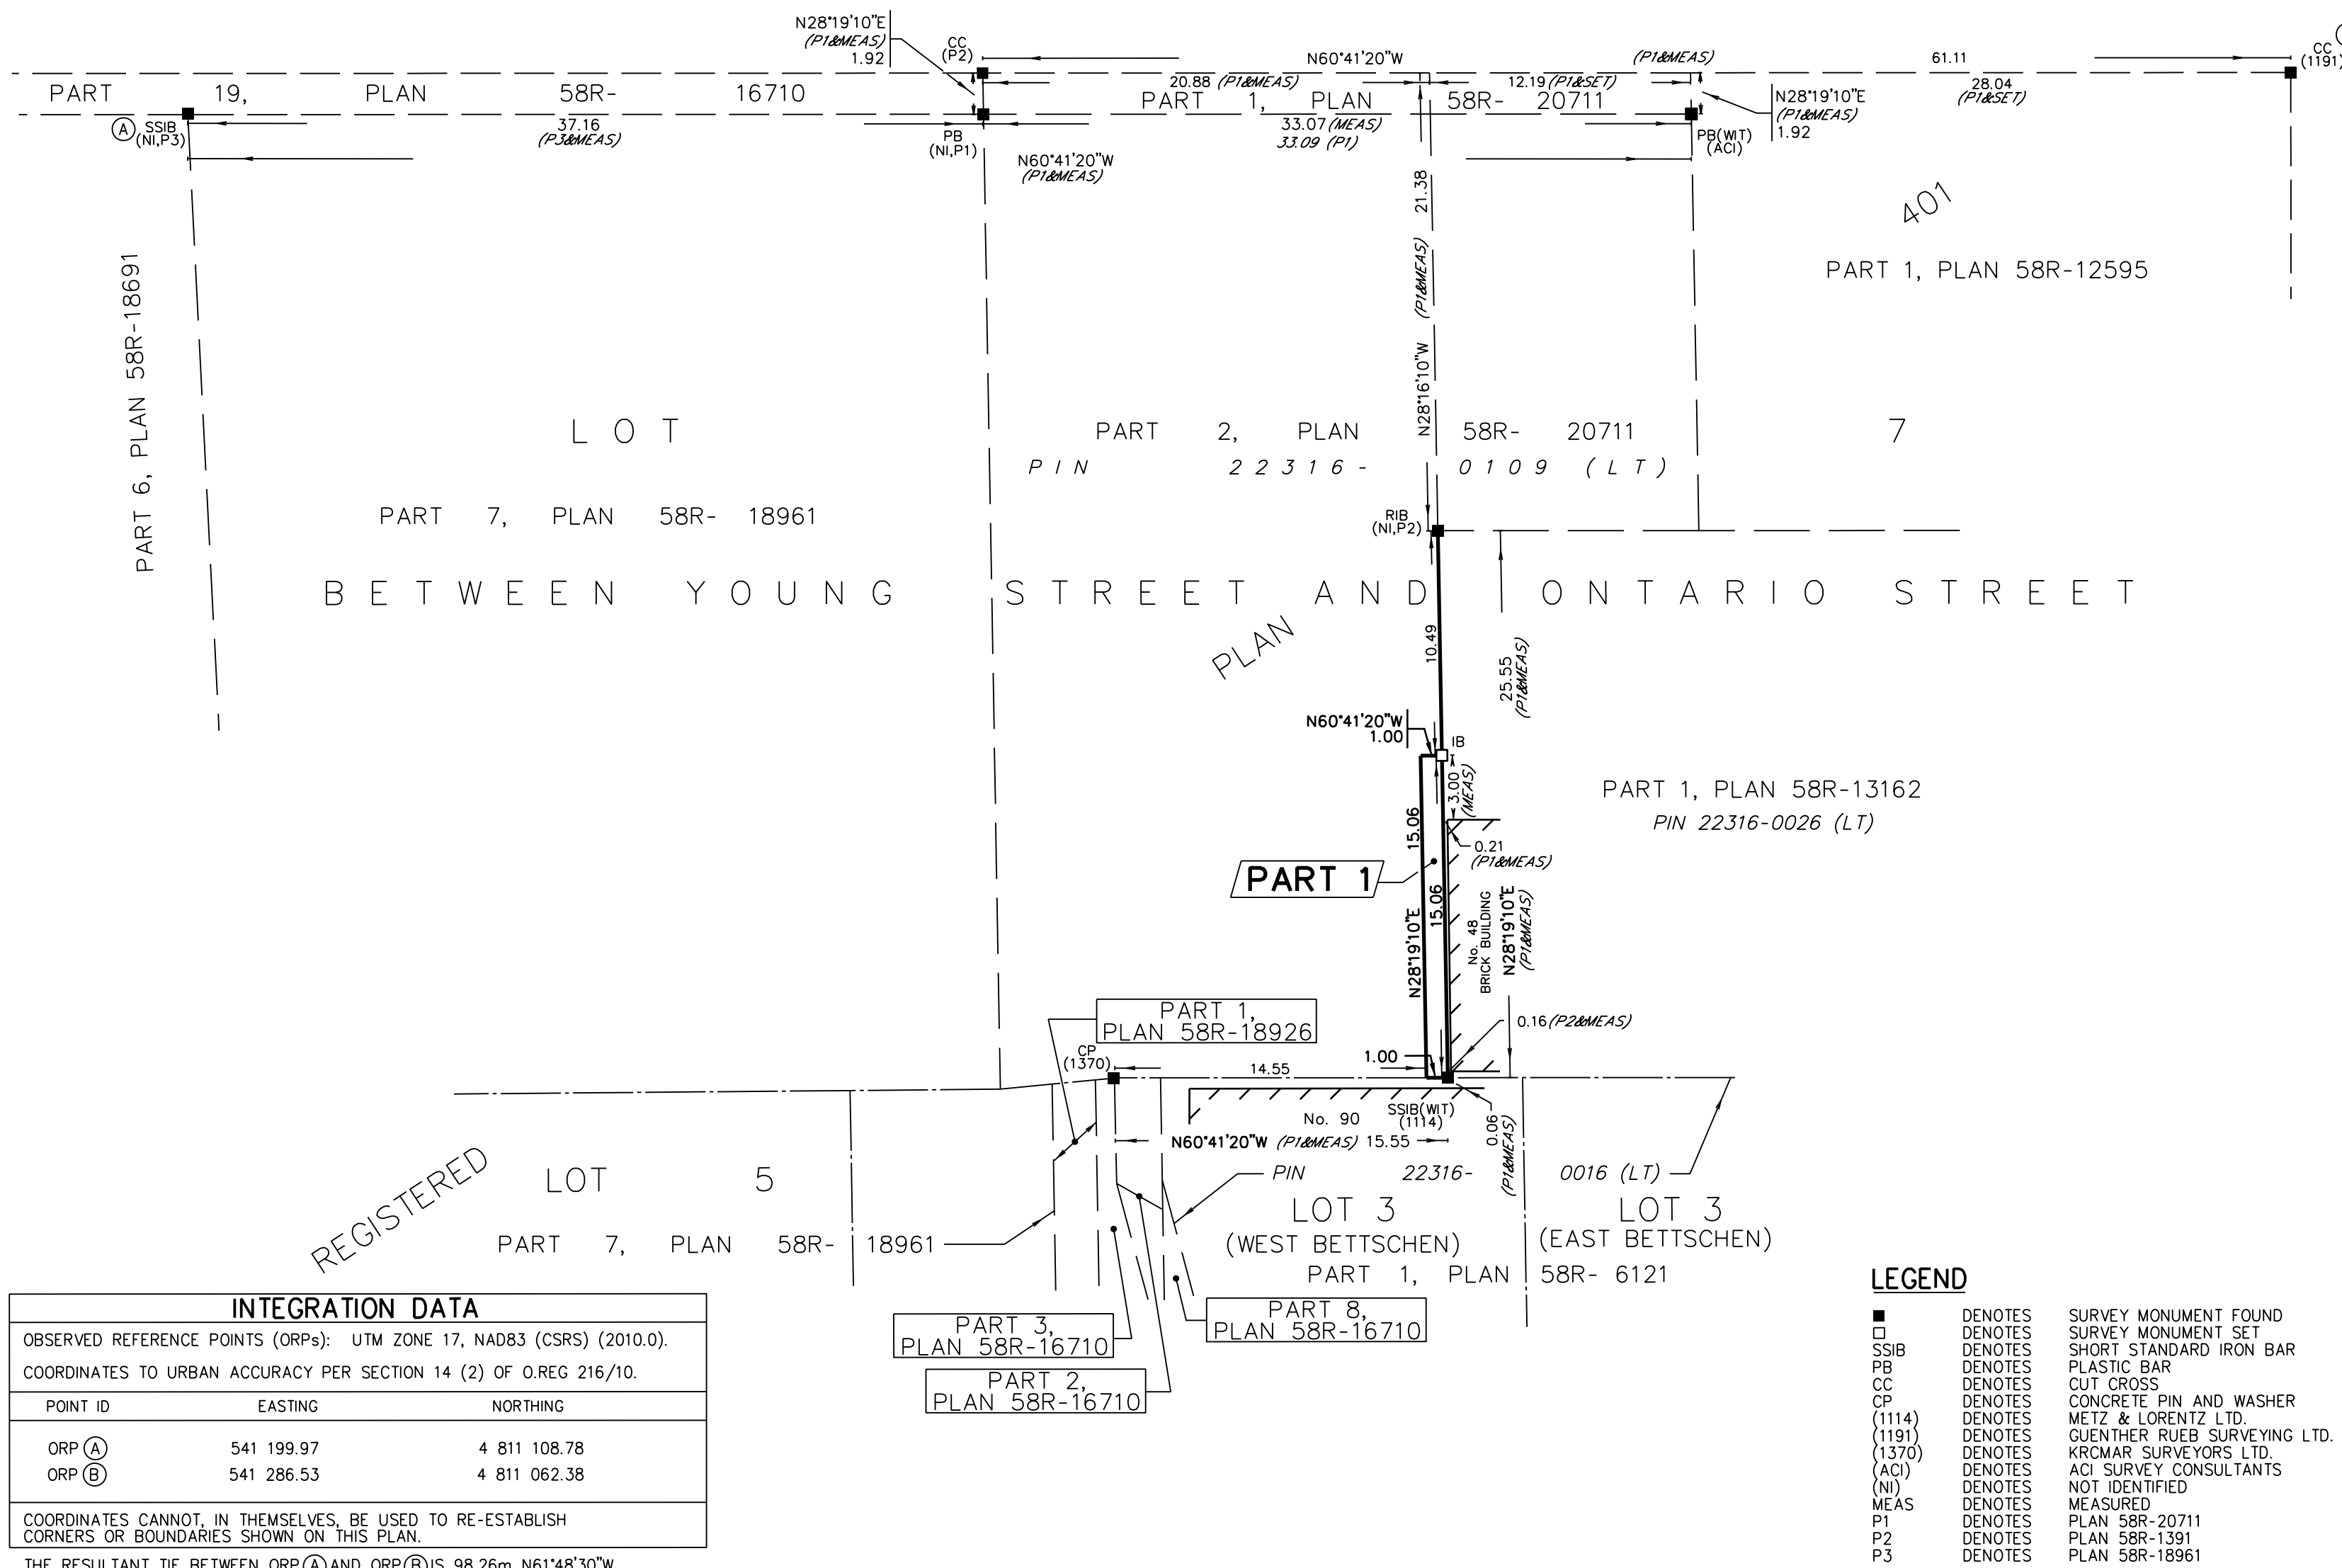 N28°19'10"E
(P1&MEAS)
1.92
CC
(P2)
N60°41'20"W
(P1&MEAS)
61.11
CC
(1191)
20.88 (P1&MEAS)
12.19 (P1&SET)
28.04
(P1&SET)
PART 19, PLAN 58R- 16710
PART 1, PLAN 58R- 20711
N28°19'10"E
(P1&MEAS)
1.92
A
SSIB
(NI,P3)
37.16
(P3&MEAS)
PB
(NI,P1)
33.07 (MEAS)
33.09 (P1)
PB(WIT)
(ACI)
N60°41'20"W
(P1&MEAS)
N28°16'10"W (P1&MEAS) 21.38
401
PART 1, PLAN 58R-12595
PART 6, PLAN 58R-18691
LOT
7
PART 2, PLAN 58R- 20711
PIN 22316- 0109 (LT)
PART 7, PLAN 58R- 18961
RIB
(NI,P2)
BETWEEN YOUNG STREET AND ONTARIO STREET
PLAN
10.49
25.55
(P1&MEAS)
N60°41'20"W
1.00
IB
3.00
(MEAS)
PART 1, PLAN 58R-13162
PIN 22316-0026 (LT)
15.06
0.21
(P1&MEAS)
PART 1
15.06
N28°19'10"E
No. 48
BRICK BUILDING
N28°19'10"E
(P1&MEAS)
PART 1,
PLAN 58R-18926
0.16 (P2&MEAS)
CP
(1370)
14.55
1.00
No. 90
SSIB(WIT)
(1114)
0.06
(P1&MEAS)
N60°41'20"W (P1&MEAS) 15.55
REGISTERED
LOT 5
PIN 22316- 0016 (LT)
LOT 3
(WEST BETTSCHEN)
LOT 3
(EAST BETTSCHEN)
PART 7, PLAN 58R- 18961
PART 1, PLAN 58R- 6121
PART 3,
PLAN 58R-16710
PART 8,
PLAN 58R-16710
PART 2,
PLAN 58R-16710
INTEGRATION DATA
OBSERVED REFERENCE POINTS (ORPs): UTM ZONE 17, NAD83 (CSRS) (2010.0).
COORDINATES TO URBAN ACCURACY PER SECTION 14 (2) OF O.REG 216/10.
POINT ID EASTING NORTHING
ORP A 541 199.97 4 811 108.78
ORP B 541 286.53 4 811 062.38
COORDINATES CANNOT, IN THEMSELVES, BE USED TO RE-ESTABLISH
CORNERS OR BOUNDARIES SHOWN ON THIS PLAN.
THE RESULTANT TIE BETWEEN ORP A AND ORP B IS 98.26m N61°48'30"W
LEGEND
■ DENOTES SURVEY MONUMENT FOUND
□ DENOTES SURVEY MONUMENT SET
SSIB DENOTES SHORT STANDARD IRON BAR
PB DENOTES PLASTIC BAR
CC DENOTES CUT CROSS
CP DENOTES CONCRETE PIN AND WASHER
(1114) DENOTES METZ & LORENTZ LTD.
(1191) DENOTES GUENTHER RUEB SURVEYING LTD.
(1370) DENOTES KRCMAR SURVEYORS LTD.
(ACI) DENOTES ACI SURVEY CONSULTANTS
(NI) DENOTES NOT IDENTIFIED
MEAS DENOTES MEASURED
P1 DENOTES PLAN 58R-20711
P2 DENOTES PLAN 58R-1391
P3 DENOTES PLAN 58R-18961